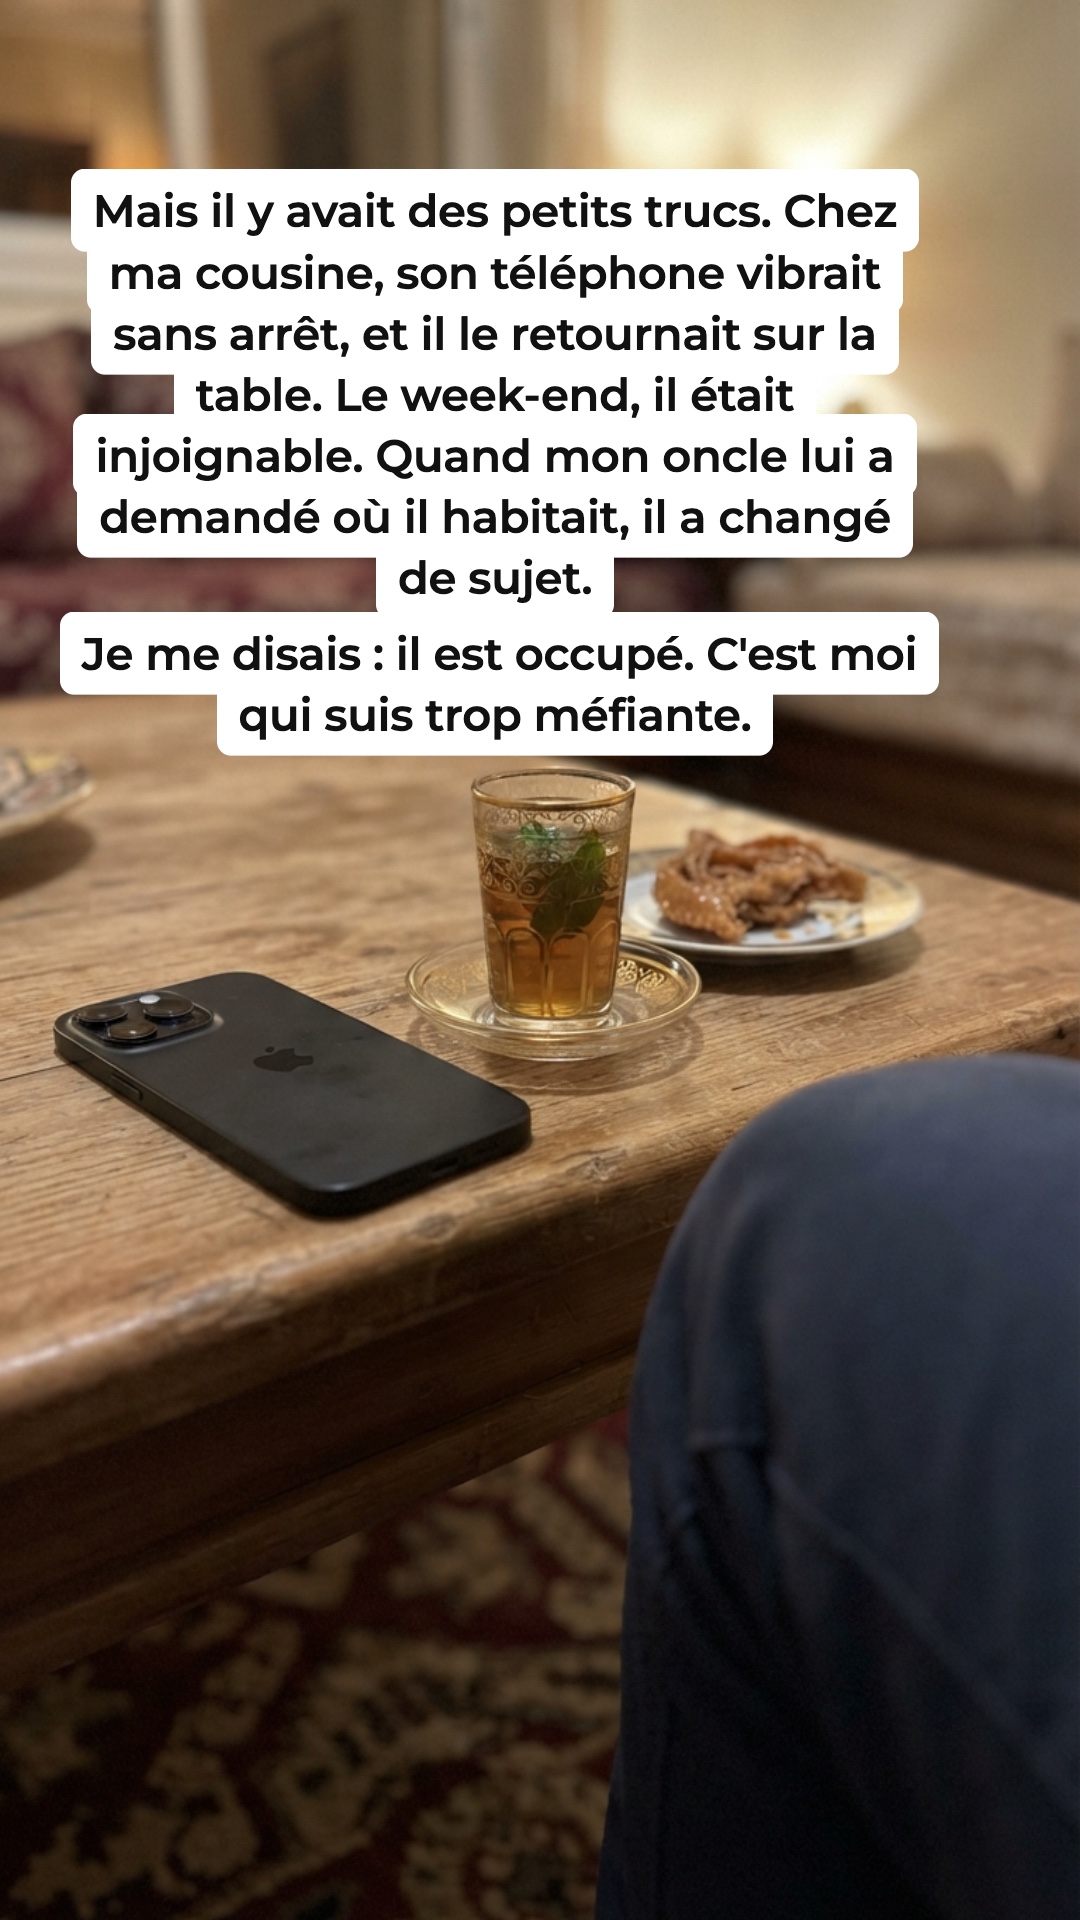 Mais il y avait des petits trucs. Chez
ma cousine, son téléphone vibrait
sans arrêt, et il le retournait sur la
table. Le week-end, il était
injoignable. Quand mon oncle lui a
demandé où il habitait, il a changé
de sujet.
Je me disais : il est occupé. C'est moi
qui suis trop méfiante.